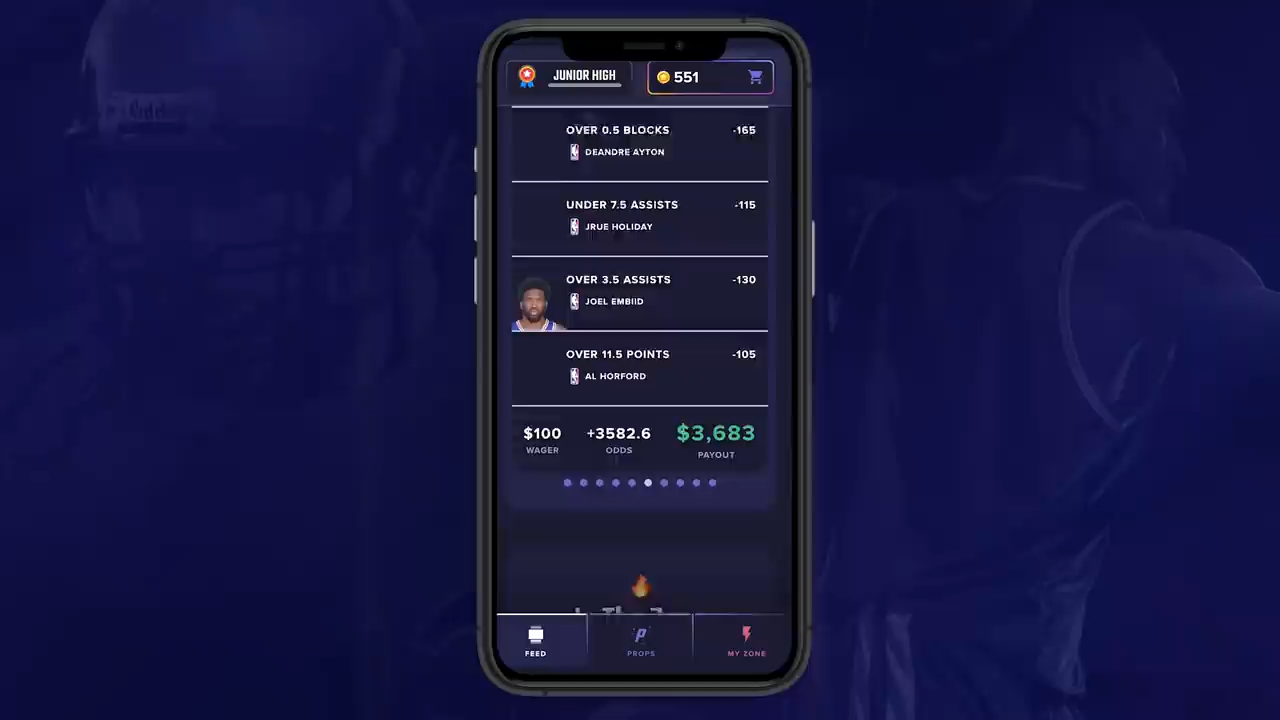 JUNIOR HIGH
551
OVER 0.5 BLOCKS -165
DEANDRE AYTON
UNDER 7.5 ASSISTS -115
JRUE HOLIDAY
OVER 3.5 ASSISTS -130
JOEL EMBIID
OVER 11.5 POINTS -105
AL HORFORD
$100 +3582.6 $3,683
WAGER ODDS PAYOUT
FEED PROPS MY ZONE